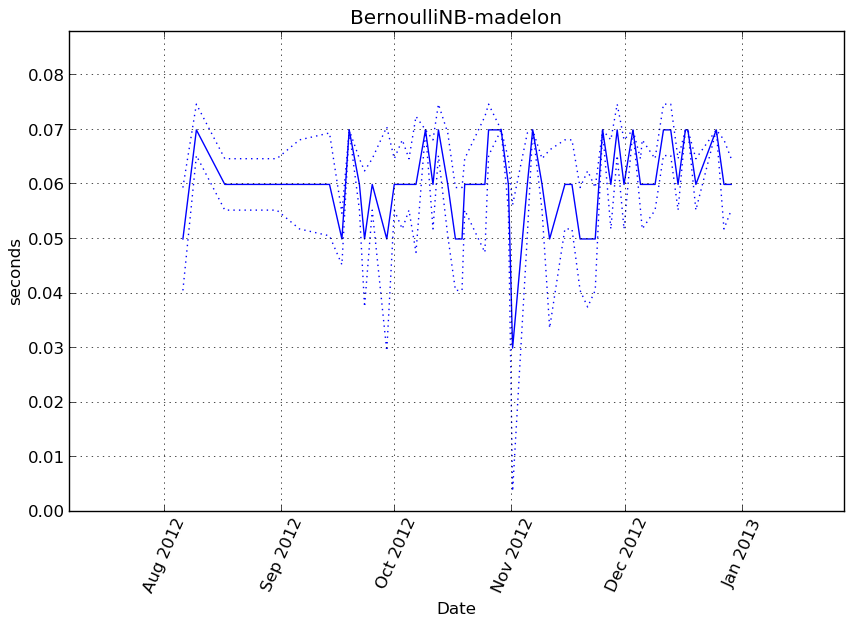 BernoulliNB-madelon
0.08
0.07
0.06
0.05
0.04
0.03
0.02
0.01
0.00
seconds
Aug 2012
Sep 2012
Oct 2012
Nov 2012
Dec 2012
Jan 2013
Date